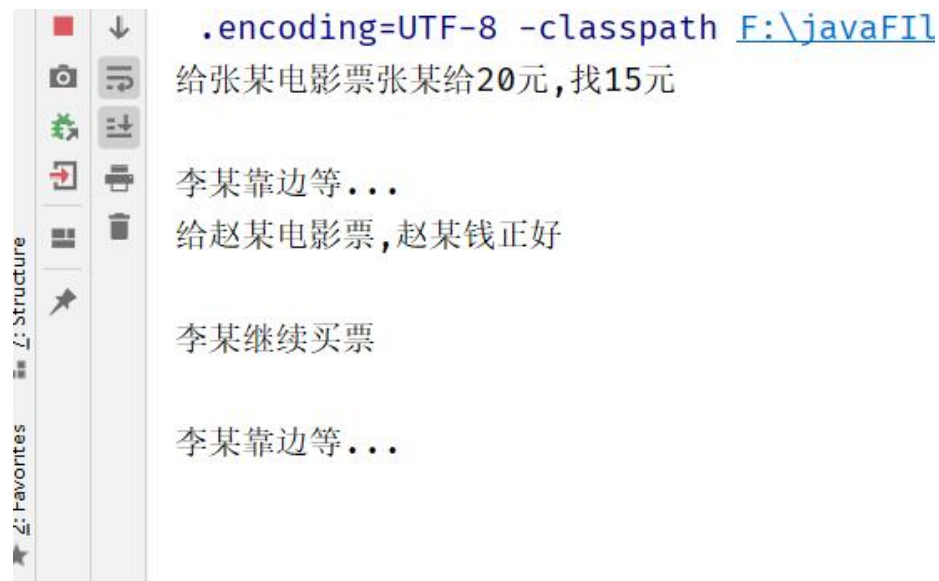 .encoding=UTF-8 -classpath F:\javaFIl
给张某电影票张某给20元,找15元
李某靠边等...
给赵某电影票,赵某钱正好
李某继续买票
李某靠边等...
7: Structure
2: Favorites